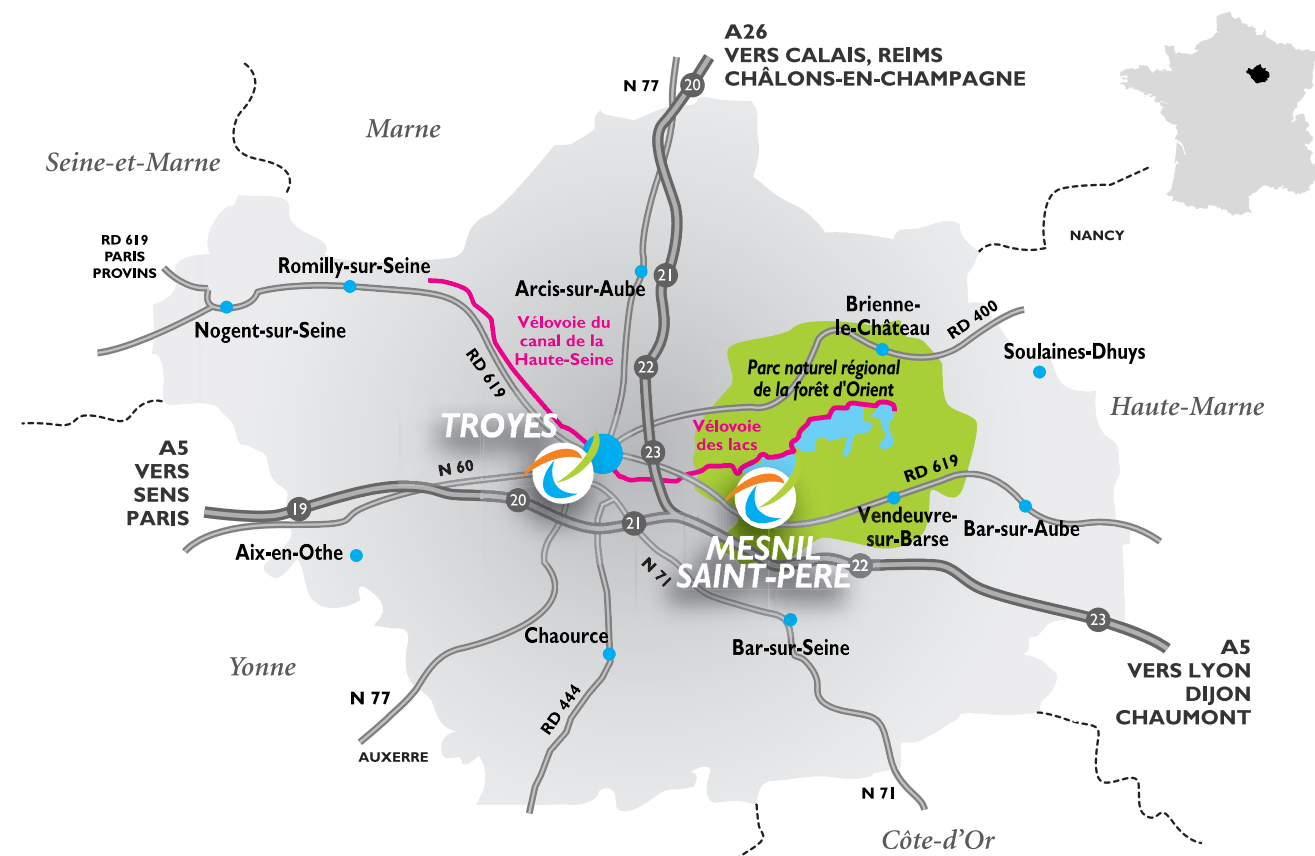 A26
VERS CALAIS, REIMS
CHÂLONS-EN-CHAMPAGNE
N 77
20
Marne
Seine-et-Marne
NANCY
RD 619
PARIS
PROVINS
Romilly-sur-Seine
Nogent-sur-Seine
Arcis-sur-Aube
21
Vélovoie du
canal de la
Haute-Seine
RD 619
22
Brienne-
le-Château
RD 400
Soulaines-Dhuys
Parc naturel régional
de la forêt d'Orient
Haute-Marne
TROYES
Vélovoie
des lacs
23
A5
VERS
SENS
PARIS
N 60
19
20
21
RD 619
Vendeuvre-
sur-Barse
Bar-sur-Aube
Aix-en-Othe
MESNIL
SAINT-PÈRE
22
N 71
23
Chaource
Bar-sur-Seine
A5
VERS LYON
DIJON
CHAUMONT
Yonne
N 77
RD 444
AUXERRE
N 71
Côte-d'Or